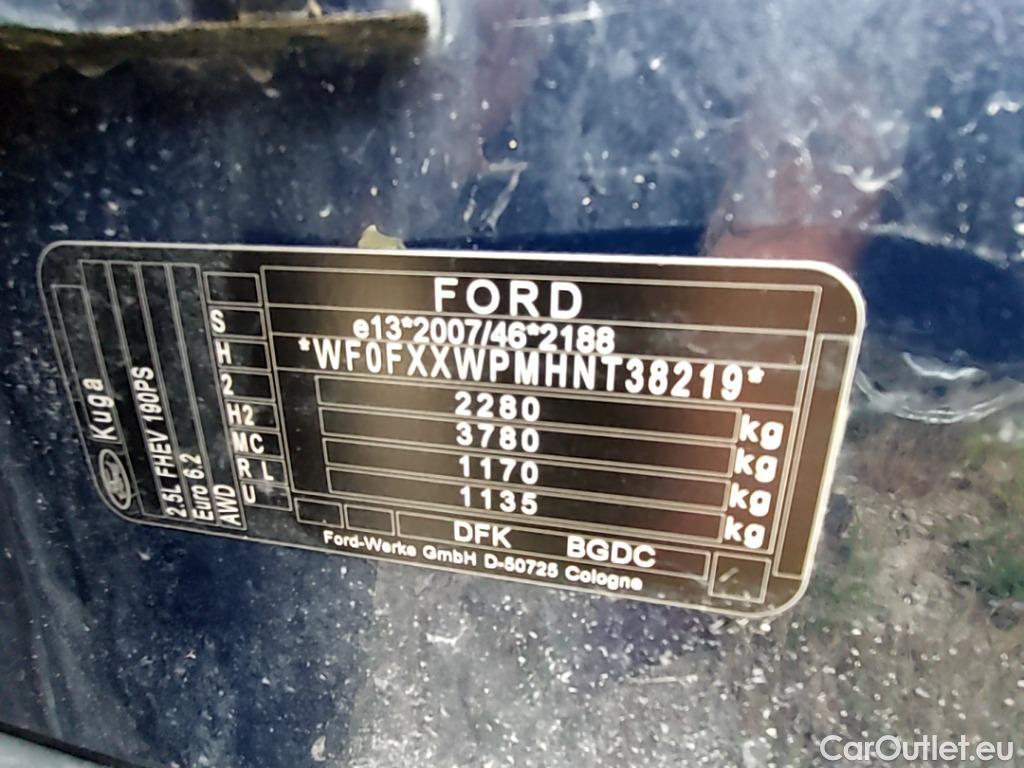 Ford
Kuga
2.5L FHEV 190PS
Euro 6.2
AWD
S
H
2
H2
MC
R L
U
FORD
e13*2007/46*2188
*WF0FXXWPMHNT38219*
2280 kg
3780 kg
1170 kg
1135 kg
DFK BGDC
Ford-Werke GmbH D-50725 Cologne
CarOutlet.eu